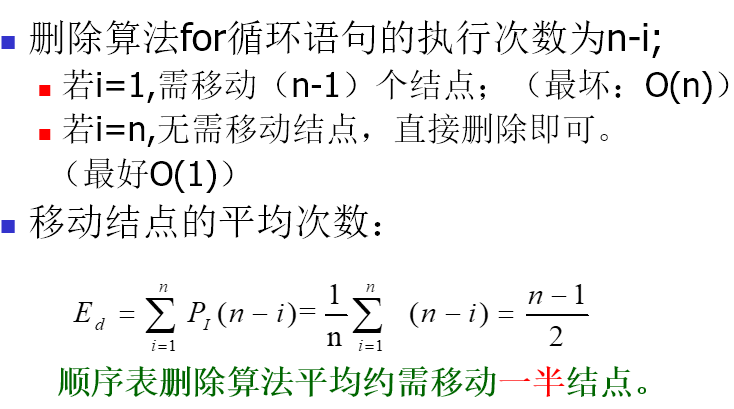 删除算法for循环语句的执行次数为n-i;
若i=1,需移动（n-1）个结点；（最坏：O(n)）
若i=n,无需移动结点，直接删除即可。
（最好O(1)）
移动结点的平均次数：
E_d = \sum_{i=1}^{n} P_I (n-i) = \frac{1}{n} \sum_{i=1}^{n} (n-i) = \frac{n-1}{2}
顺序表删除算法平均约需移动一半结点。